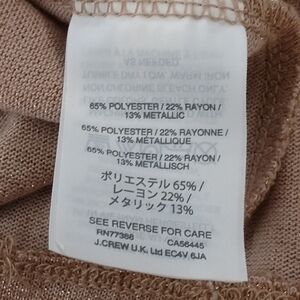 65% POLYESTER / 22% RAYON /
13% METALLIC
65% POLYESTER / 22% RAYONNE /
13% METALLIQUE
65% POLYESTER / 22% RAYON /
13% METALLISCH
ポリエステル 65% /
レーヨン 22% /
メタリック 13%
SEE REVERSE FOR CARE
RN77388 CA56445
J.CREW U.K. Ltd EC4V 6JA